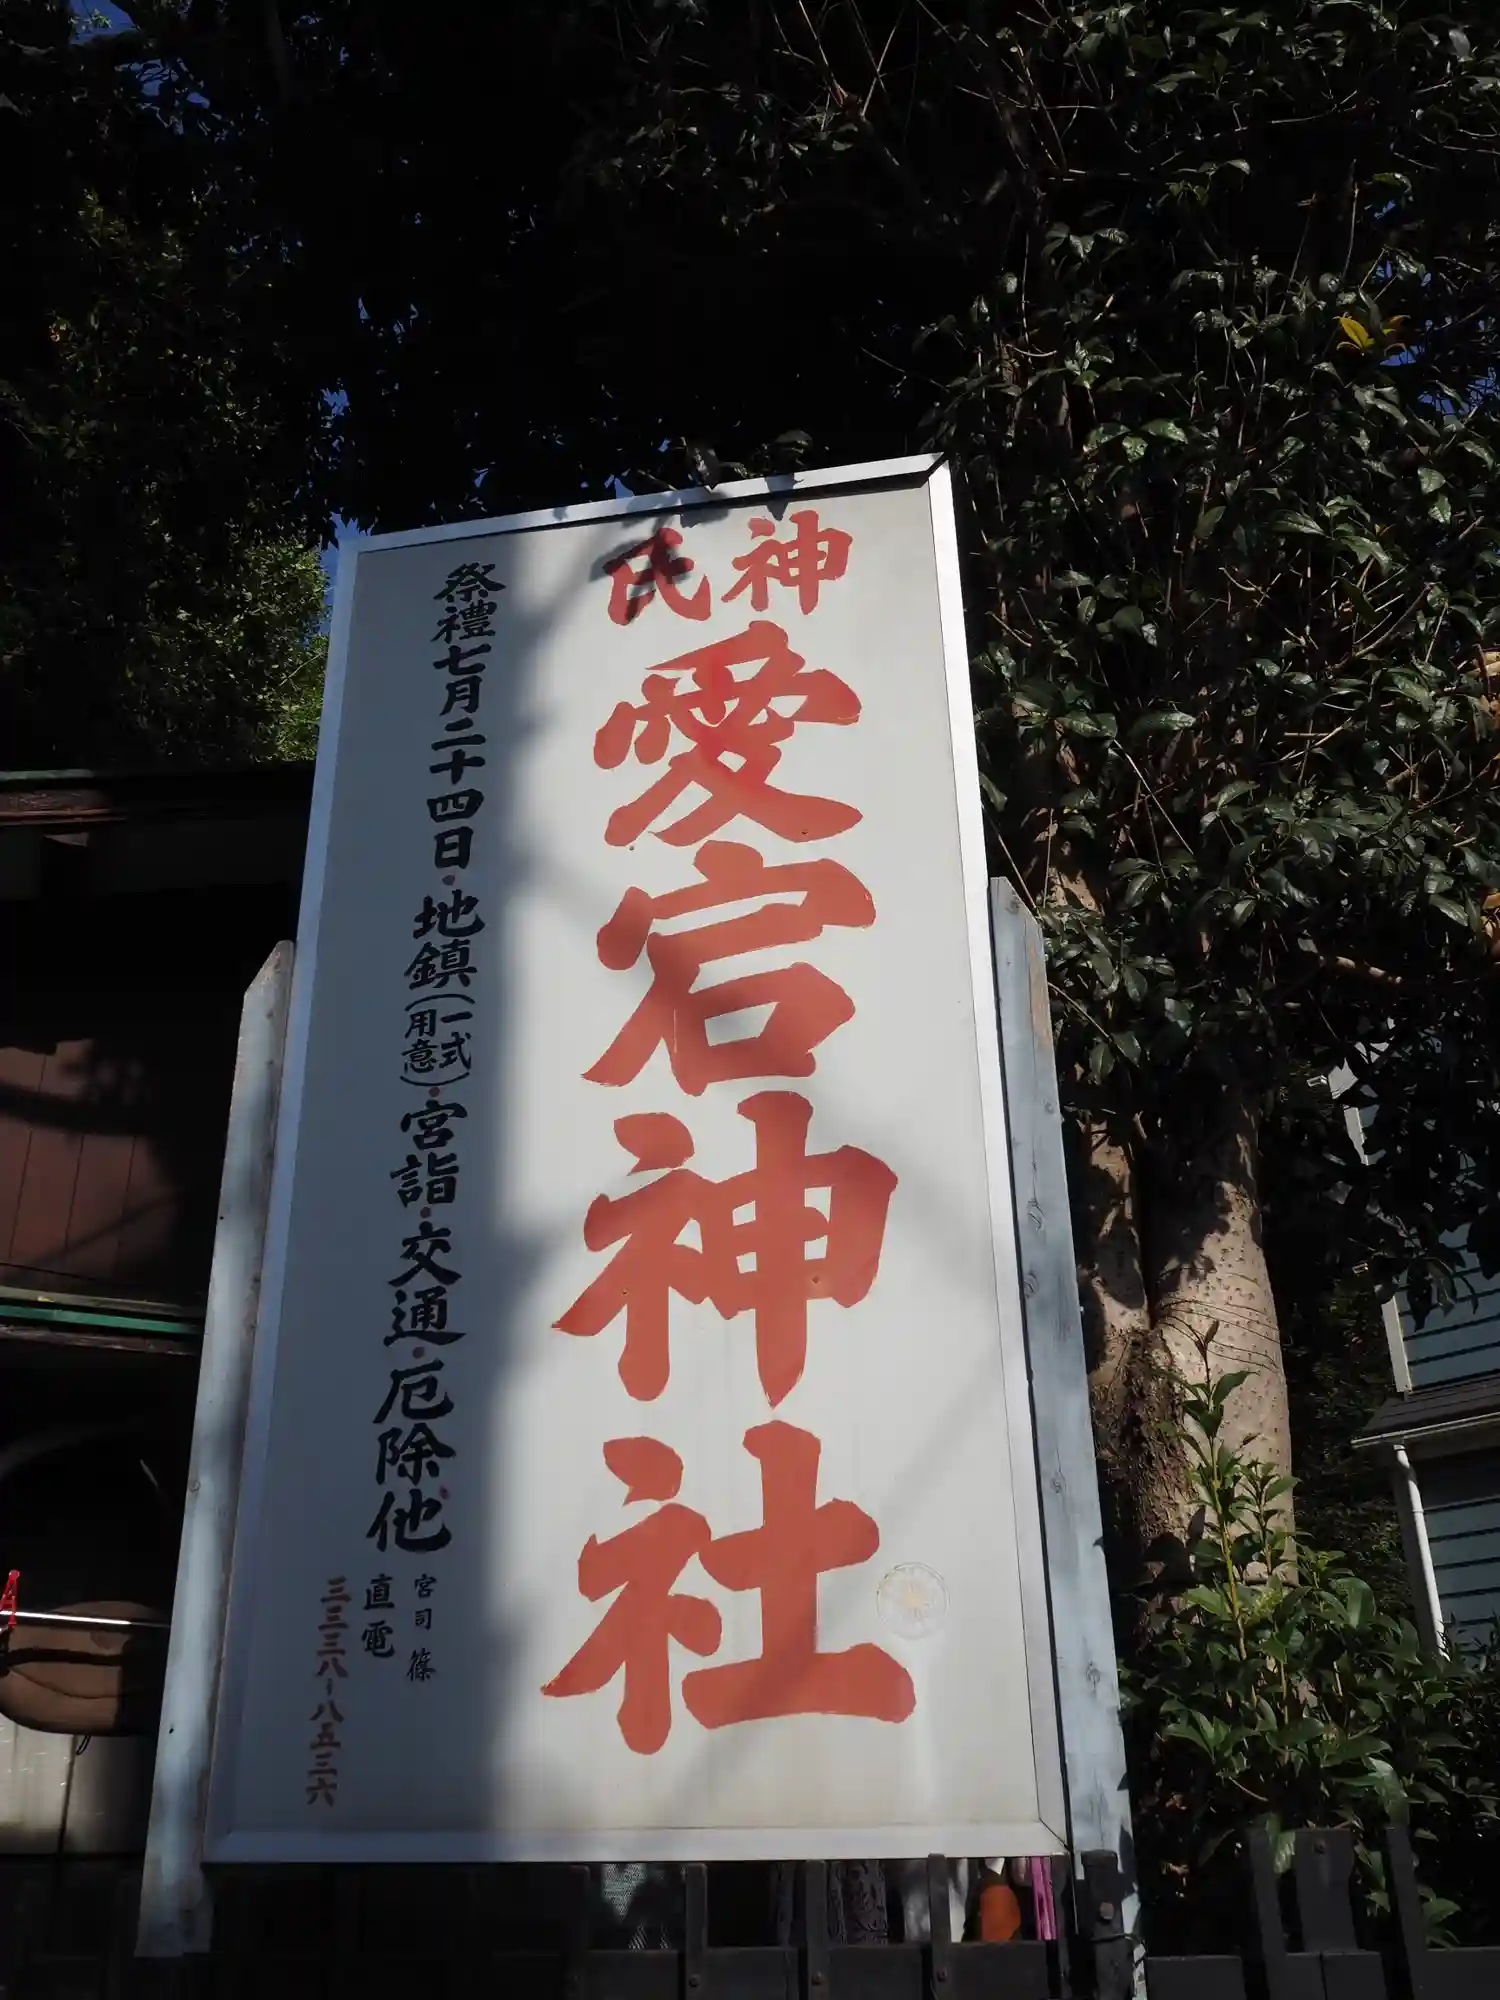 氏神
愛宕神社
祭禮七月二十四日・地鎮(一式用意)・宮詣・交通・厄除・他
宮司 篠
直電
三三三八-八五三六